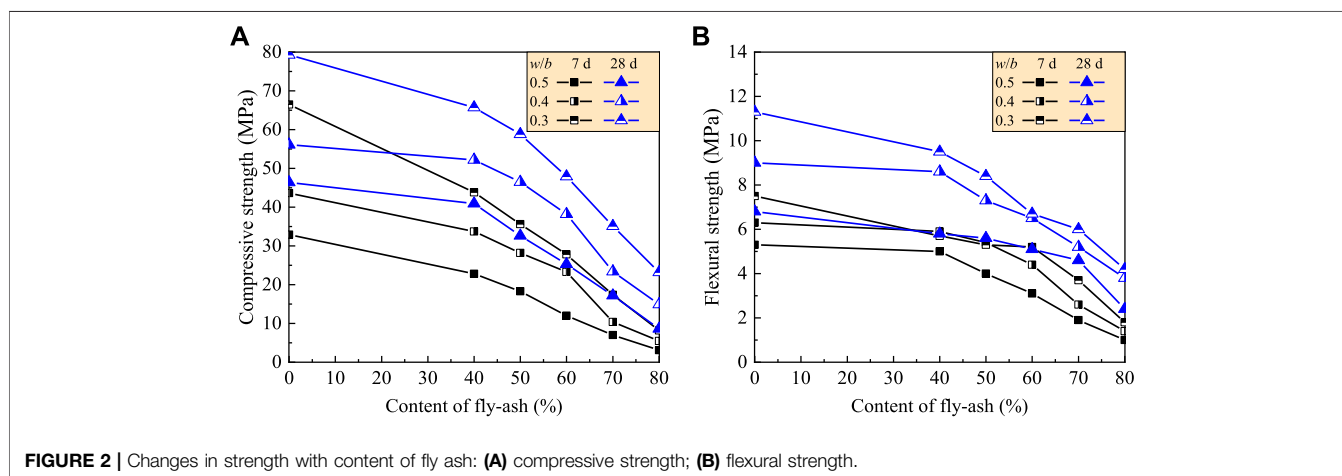 A
80
70
60
50
40
30
20
10
0
Compressive strength (MPa)
w/b 7 d 28 d
0.5
0.4
0.3
0 10 20 30 40 50 60 70 80
Content of fly-ash (%)
B
14
12
10
8
6
4
2
0
Flexural strength (MPa)
w/b 7 d 28 d
0.5
0.4
0.3
0 10 20 30 40 50 60 70 80
Content of fly-ash (%)
FIGURE 2 | Changes in strength with content of fly ash: (A) compressive strength; (B) flexural strength.